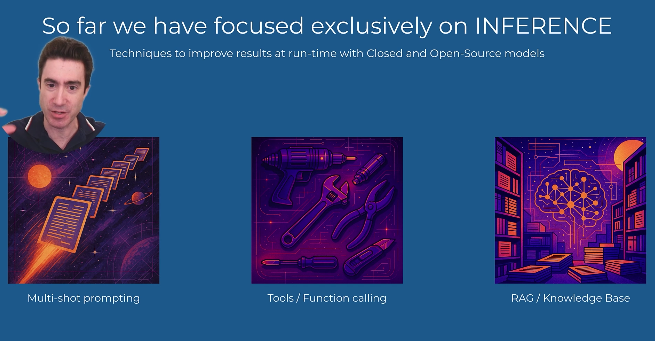 So far we have focused exclusively on INFERENCE
Techniques to improve results at run-time with Closed and Open-Source models
Multi-shot prompting
Tools / Function calling
RAG / Knowledge Base